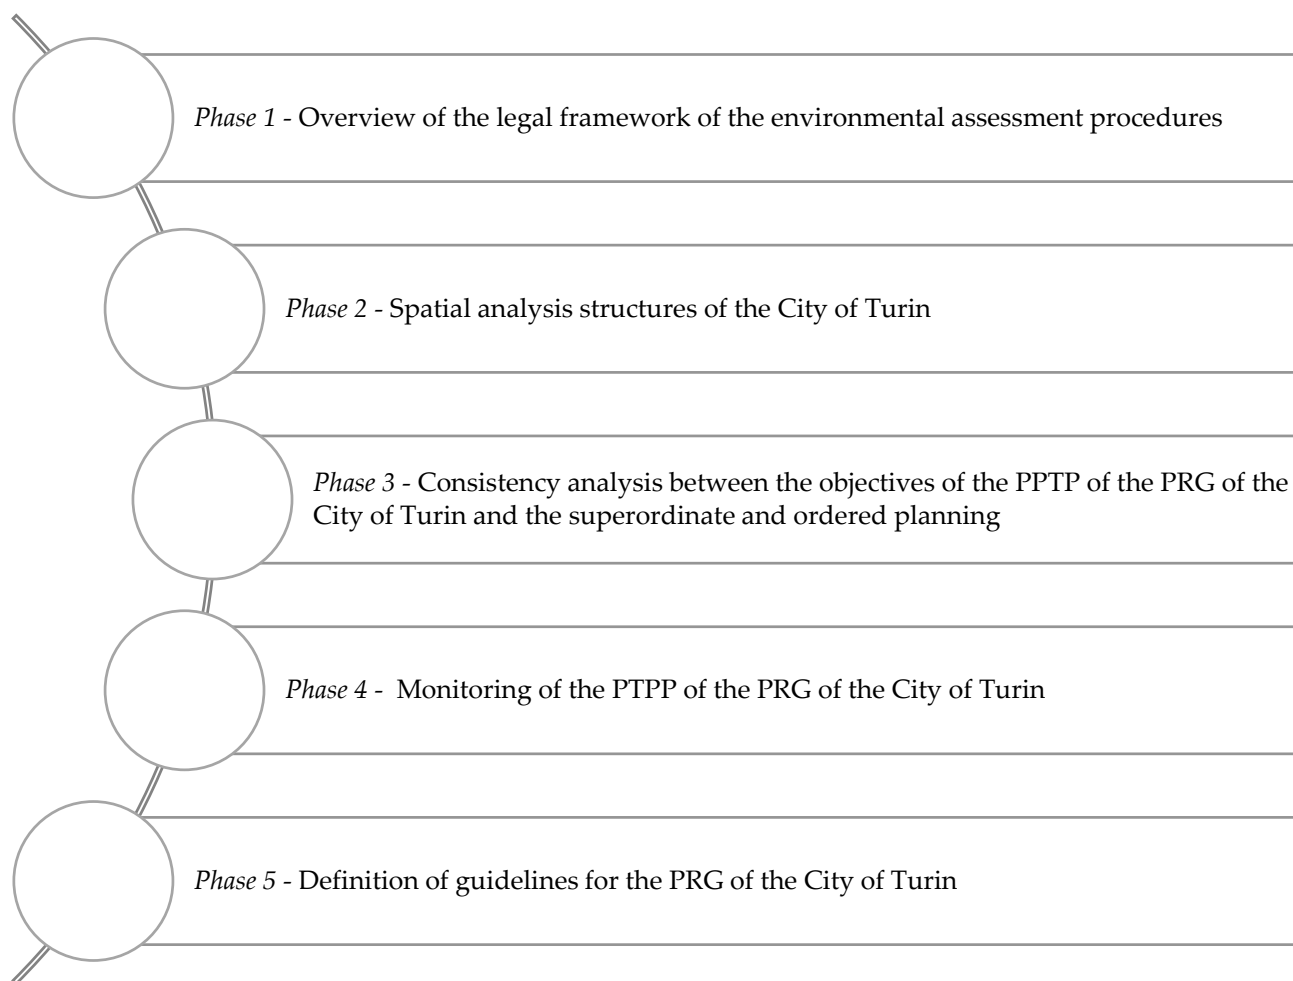 Phase 1 - Overview of the legal framework of the environmental assessment procedures
Phase 2 - Spatial analysis structures of the City of Turin
Phase 3 - Consistency analysis between the objectives of the PPTP of the PRG of the
City of Turin and the superordinate and ordered planning
Phase 4 -  Monitoring of the PTPP of the PRG of the City of Turin
Phase 5 - Definition of guidelines for the PRG of the City of Turin